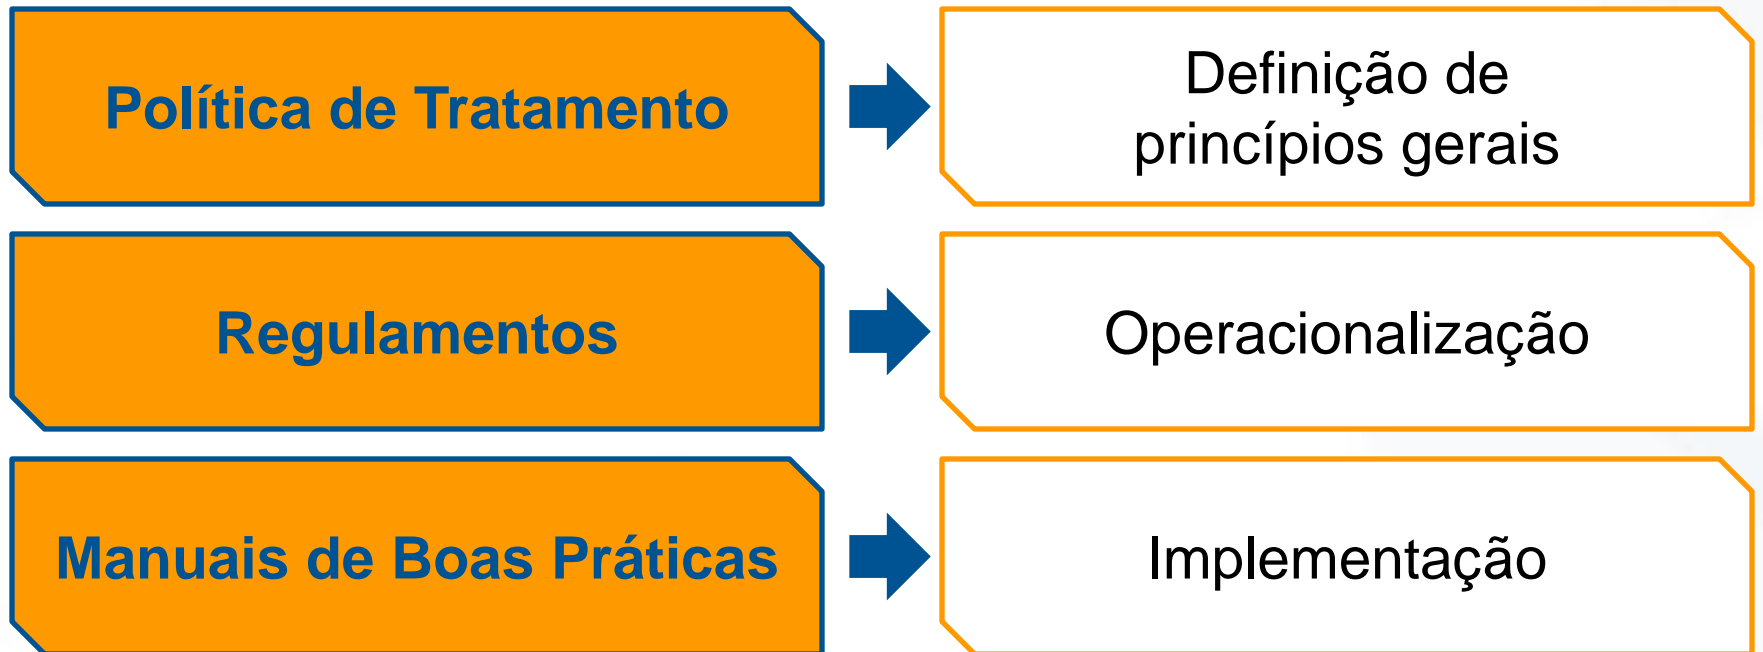 Política de Tratamento
Definição de
princípios gerais
Regulamentos
Operacionalização
Manuais de Boas Práticas
Implementação